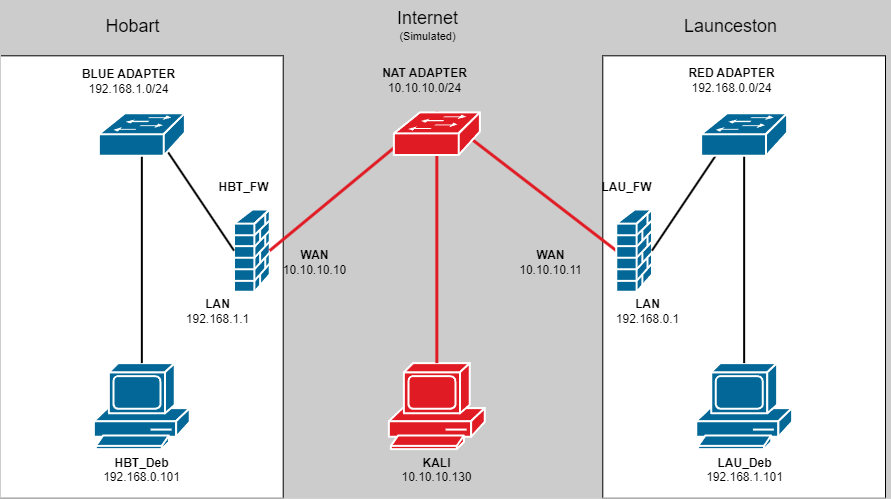 Hobart
Internet
(Simulated)
Launceston
BLUE ADAPTER
192.168.1.0/24
NAT ADAPTER
10.10.10.0/24
RED ADAPTER
192.168.0.0/24
HBT_FW
LAU_FW
WAN
10.10.10.10
WAN
10.10.10.11
LAN
192.168.1.1
LAN
192.168.0.1
HBT_Deb
192.168.0.101
KALI
10.10.10.130
LAU_Deb
192.168.1.101